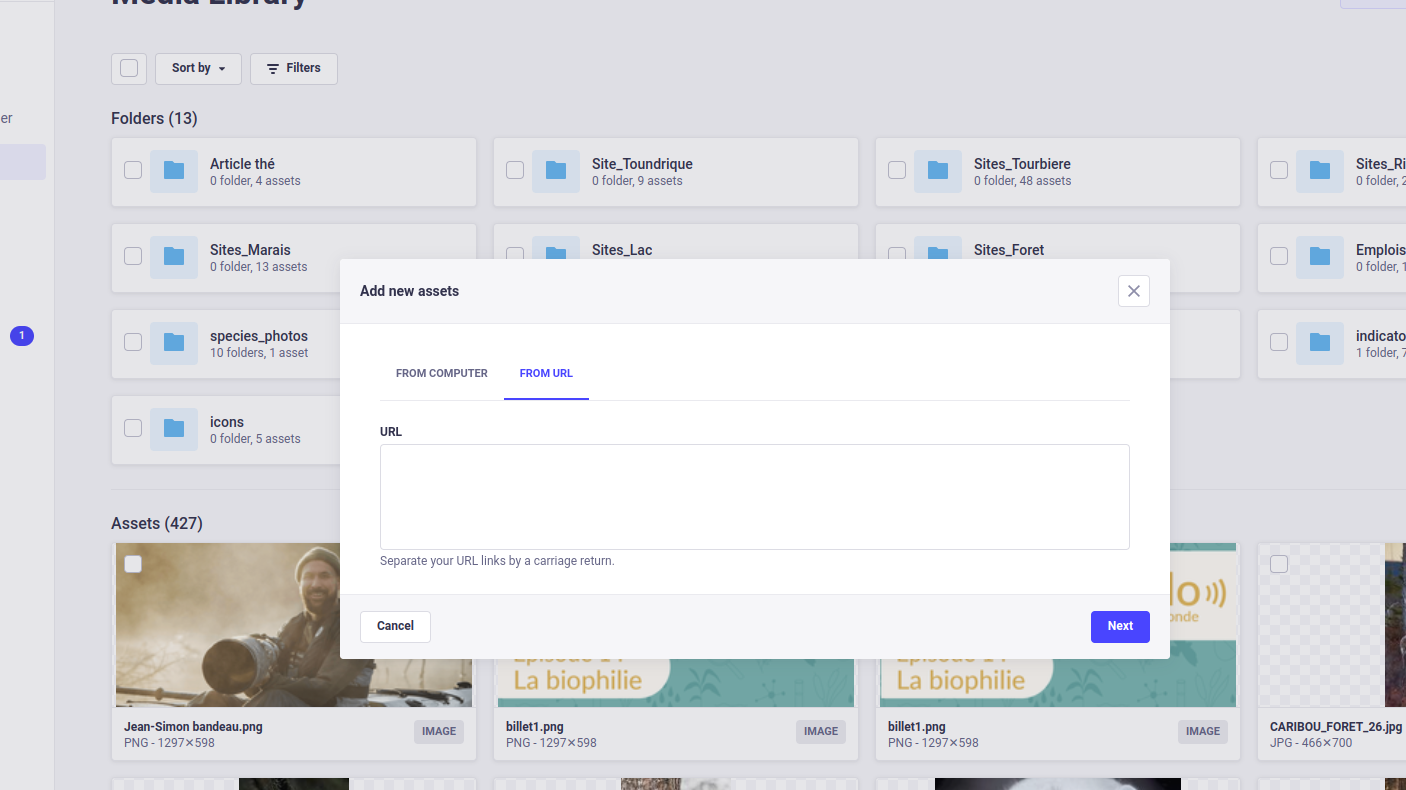 Media Library
Sort by
Filters
er
Folders (13)
Article thé
0 folder, 4 assets
Site_Toundrique
0 folder, 9 assets
Sites_Tourbiere
0 folder, 48 assets
Sites_Ri
0 folder, 2
Sites_Marais
0 folder, 13 assets
Sites_Lac
Sites_Foret
Emplois
0 folder, 1
Add new assets
1
species_photos
10 folders, 1 asset
indicato
1 folder, 7
FROM COMPUTER
FROM URL
icons
0 folder, 5 assets
URL
Separate your URL links by a carriage return.
Assets (427)
lo
onde
Cancel
Next
La biophilie
La biophilie
Jean-Simon bandeau.png
PNG - 1297✕598
IMAGE
billet1.png
PNG - 1297✕598
IMAGE
billet1.png
PNG - 1297✕598
IMAGE
CARIBOU_FORET_26.jpg
JPG - 466✕700